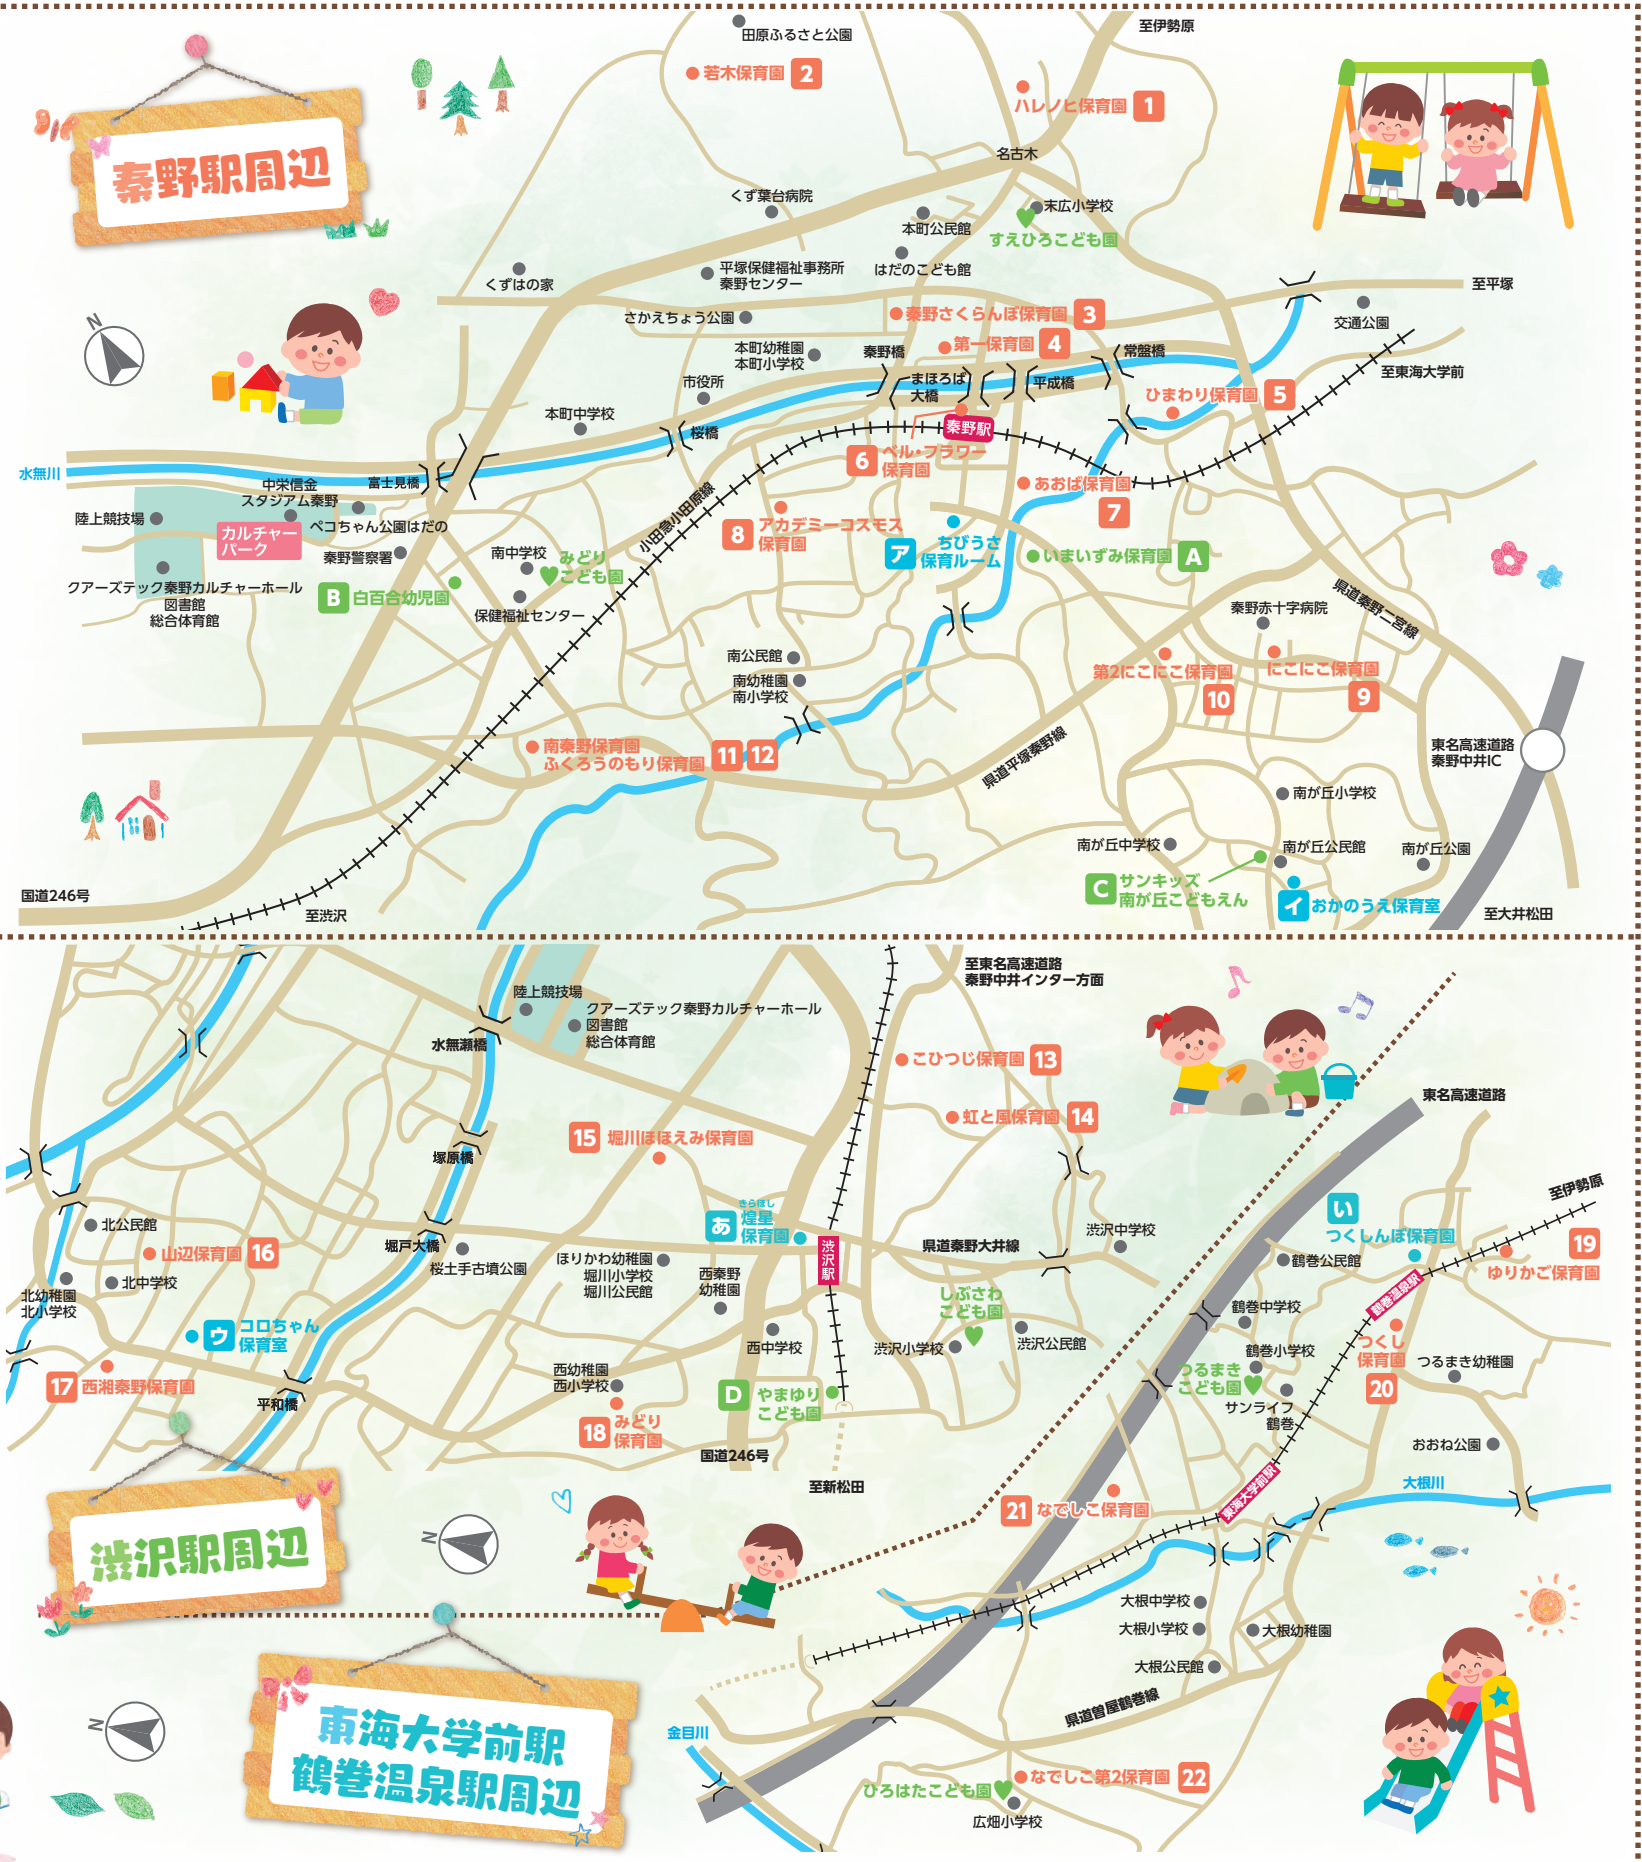 秦野駅周辺
田原ふるさと公園
若木保育園 2
至伊勢原
ハレノヒ保育園 1
名古木
くず葉台病院
本町公民館
末広小学校
すえひろこども園
くずはの家
平塚保健福祉事務所
秦野センター
はだのこども館
至平塚
さかえちょう公園
秦野さくらんぼ保育園 3
交通公園
N
本町幼稚園
本町小学校
秦野橋
第一保育園 4
常盤橋
至東海大学前
市役所
まほろば
大橋
平成橋
ひまわり保育園 5
本町中学校
桜橋
秦野駅
水無川
富士見橋
6 ベル・フラワー
保育園
中栄信金
スタジアム秦野
あおば保育園
7
陸上競技場
カルチャー
パーク
ペコちゃん公園はだの
小田急小田原線
8 アカデミーコスモス
保育園
ア ちびうさ
保育ルーム
いまいずみ保育園 A
秦野警察署
南中学校
みどり
こども園
クアーズテック秦野カルチャーホール
図書館
総合体育館
B 白百合幼児園
保健福祉センター
県道秦野二宮線
秦野赤十字病院
南公民館
南幼稚園
南小学校
第2にこにこ保育園
10
にこにこ保育園
9
南秦野保育園
ふくろうのもり保育園 11 12
県道平塚秦野線
東名高速道路
秦野中井IC
南が丘小学校
南が丘中学校
南が丘公民館
南が丘公園
C サンキッズ
南が丘こどもえん
イ おかのうえ保育室
国道246号
至渋沢
至大井松田
至東名高速道路
秦野中井インター方面
陸上競技場
クアーズテック秦野カルチャーホール
図書館
総合体育館
水無瀬橋
こひつじ保育園 13
虹と風保育園 14
東名高速道路
15 堀川ほほえみ保育園
塚原橋
至伊勢原
北公民館
山辺保育園 16
北中学校
北幼稚園
北小学校
堀戸大橋
桜土手古墳公園
きらぼし
あ 煌星
保育園
渋沢駅
ほりかわ幼稚園
堀川小学校
堀川公民館
西秦野
幼稚園
県道秦野大井線
渋沢中学校
い
つくしんぼ保育園
鶴巻公民館
19
ゆりかご保育園
鶴巻温泉駅
しぶさわ
こども園
鶴巻中学校
ウ コロちゃん
保育室
西中学校
渋沢小学校
渋沢公民館
鶴巻小学校
つくし
保育園
20
つるまき幼稚園
つるまき
こども園
17 西湘秦野保育園
平和橋
西幼稚園
西小学校
D やまゆり
こども園
サンライフ
鶴巻
18 みどり
保育園
国道246号
おおね公園
至新松田
東海大学前駅
大根川
渋沢駅周辺
N
21 なでしこ保育園
大根中学校
大根小学校
大根幼稚園
大根公民館
県道曽屋鶴巻線
N
東海大学前駅
鶴巻温泉駅周辺
金目川
ひろはたこども園
なでしこ第2保育園 22
広畑小学校